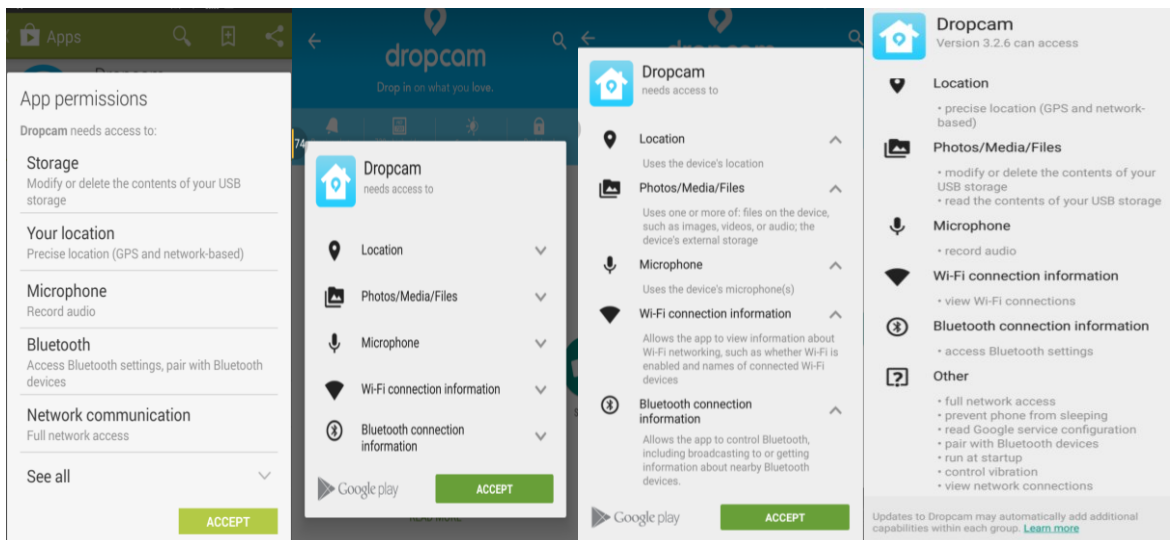 Apps
App permissions
Dropcam needs access to:
Storage
Modify or delete the contents of your USB
storage
Your location
Precise location (GPS and network-based)
Microphone
Record audio
Bluetooth
Access Bluetooth settings, pair with Bluetooth
devices
Network communication
Full network access
See all
ACCEPT
dropcam
Drop in on what you love.
74
Dropcam
needs access to
Location
Photos/Media/Files
Microphone
Wi-Fi connection information
Bluetooth connection
information
Google play
ACCEPT
READ MORE
Dropcam
needs access to
Location
Uses the device's location
Photos/Media/Files
Uses one or more of: files on the device,
such as images, videos, or audio; the
device's external storage
Microphone
Uses the device's microphone(s)
Wi-Fi connection information
Allows the app to view information about
Wi-Fi networking, such as whether Wi-Fi is
enabled and names of connected Wi-Fi
devices
Bluetooth connection
information
Allows the app to control Bluetooth,
including broadcasting to or getting
information about nearby Bluetooth
devices.
Google play
ACCEPT
Dropcam
Version 3.2.6 can access
Location
• precise location (GPS and network-
based)
Photos/Media/Files
• modify or delete the contents of your
USB storage
• read the contents of your USB storage
Microphone
• record audio
Wi-Fi connection information
• view Wi-Fi connections
Bluetooth connection information
• access Bluetooth settings
Other
• full network access
• prevent phone from sleeping
• read Google service configuration
• pair with Bluetooth devices
• run at startup
• control vibration
• view network connections
Updates to Dropcam may automatically add additional
capabilities within each group. Learn more